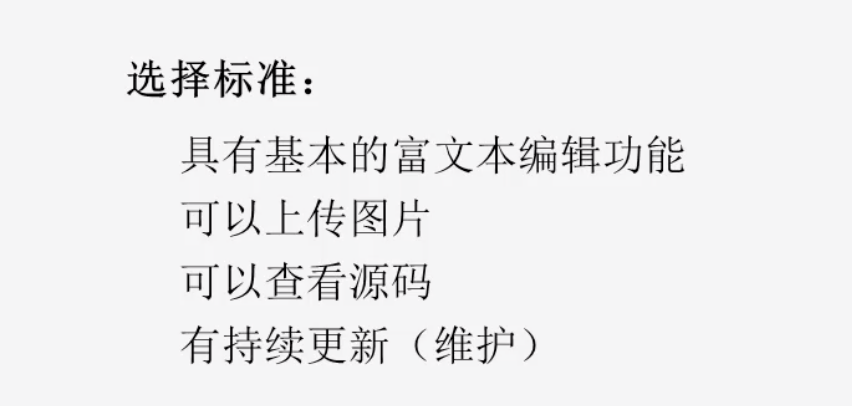 选择标准：
具有基本的富文本编辑功能
可以上传图片
可以查看源码
有持续更新（维护）